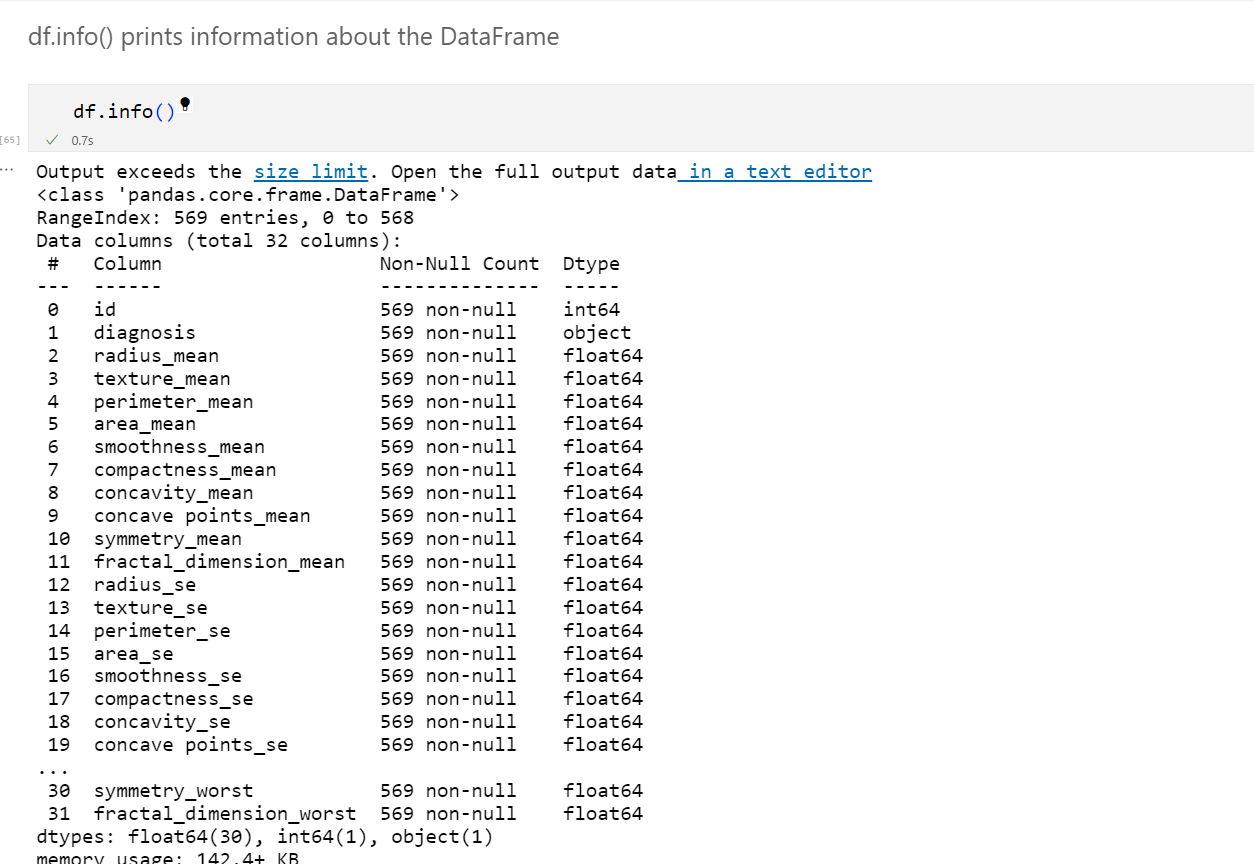 df.info() prints information about the DataFrame
df.info()
[65]
0.7s
...
Output exceeds the size limit. Open the full output data in a text editor
<class 'pandas.core.frame.DataFrame'>
RangeIndex: 569 entries, 0 to 568
Data columns (total 32 columns):
 #   Column                   Non-Null Count  Dtype
---  ------                   --------------  -----
 0   id                       569 non-null    int64
 1   diagnosis                569 non-null    object
 2   radius_mean              569 non-null    float64
 3   texture_mean             569 non-null    float64
 4   perimeter_mean           569 non-null    float64
 5   area_mean                569 non-null    float64
 6   smoothness_mean          569 non-null    float64
 7   compactness_mean         569 non-null    float64
 8   concavity_mean           569 non-null    float64
 9   concave points_mean      569 non-null    float64
 10  symmetry_mean            569 non-null    float64
 11  fractal_dimension_mean   569 non-null    float64
 12  radius_se                569 non-null    float64
 13  texture_se               569 non-null    float64
 14  perimeter_se             569 non-null    float64
 15  area_se                  569 non-null    float64
 16  smoothness_se            569 non-null    float64
 17  compactness_se           569 non-null    float64
 18  concavity_se             569 non-null    float64
 19  concave points_se        569 non-null    float64
...
 30  symmetry_worst           569 non-null    float64
 31  fractal_dimension_worst  569 non-null    float64
dtypes: float64(30), int64(1), object(1)
memory usage: 142.4+ KB